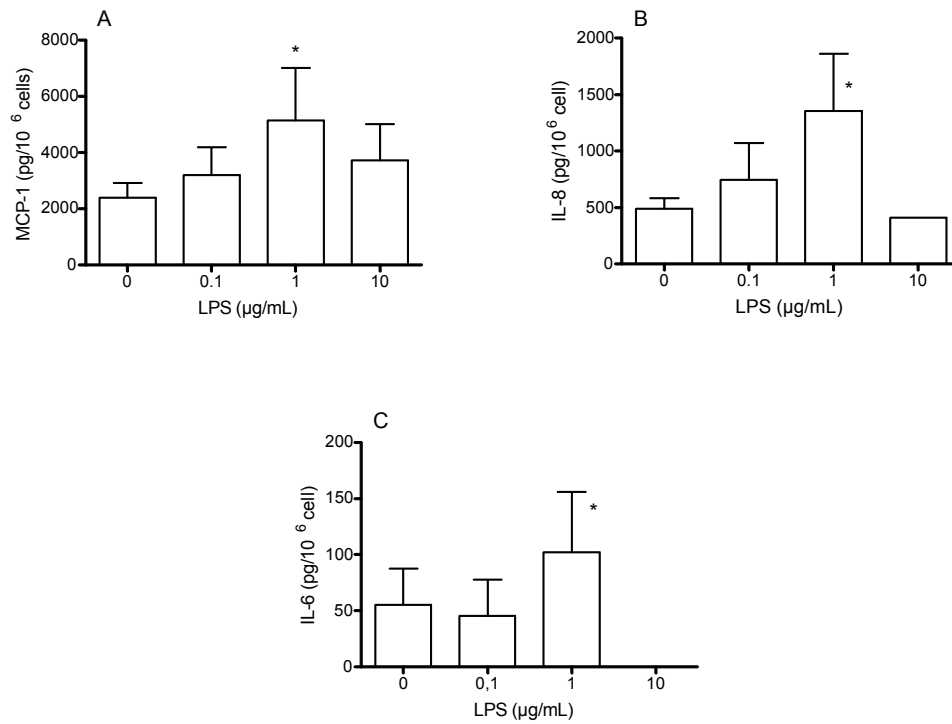 A
MCP-1 (pg/10 6 cells)
8000
6000
4000
2000
0
*
0 0.1 1 10
LPS (µg/mL)
B
IL-8 (pg/10 6 cell)
2000
1500
1000
500
0
*
0 0.1 1 10
LPS (µg/mL)
C
IL-6 (pg/10 6 cell)
200
150
100
50
0
*
0 0,1 1 10
LPS (µg/mL)